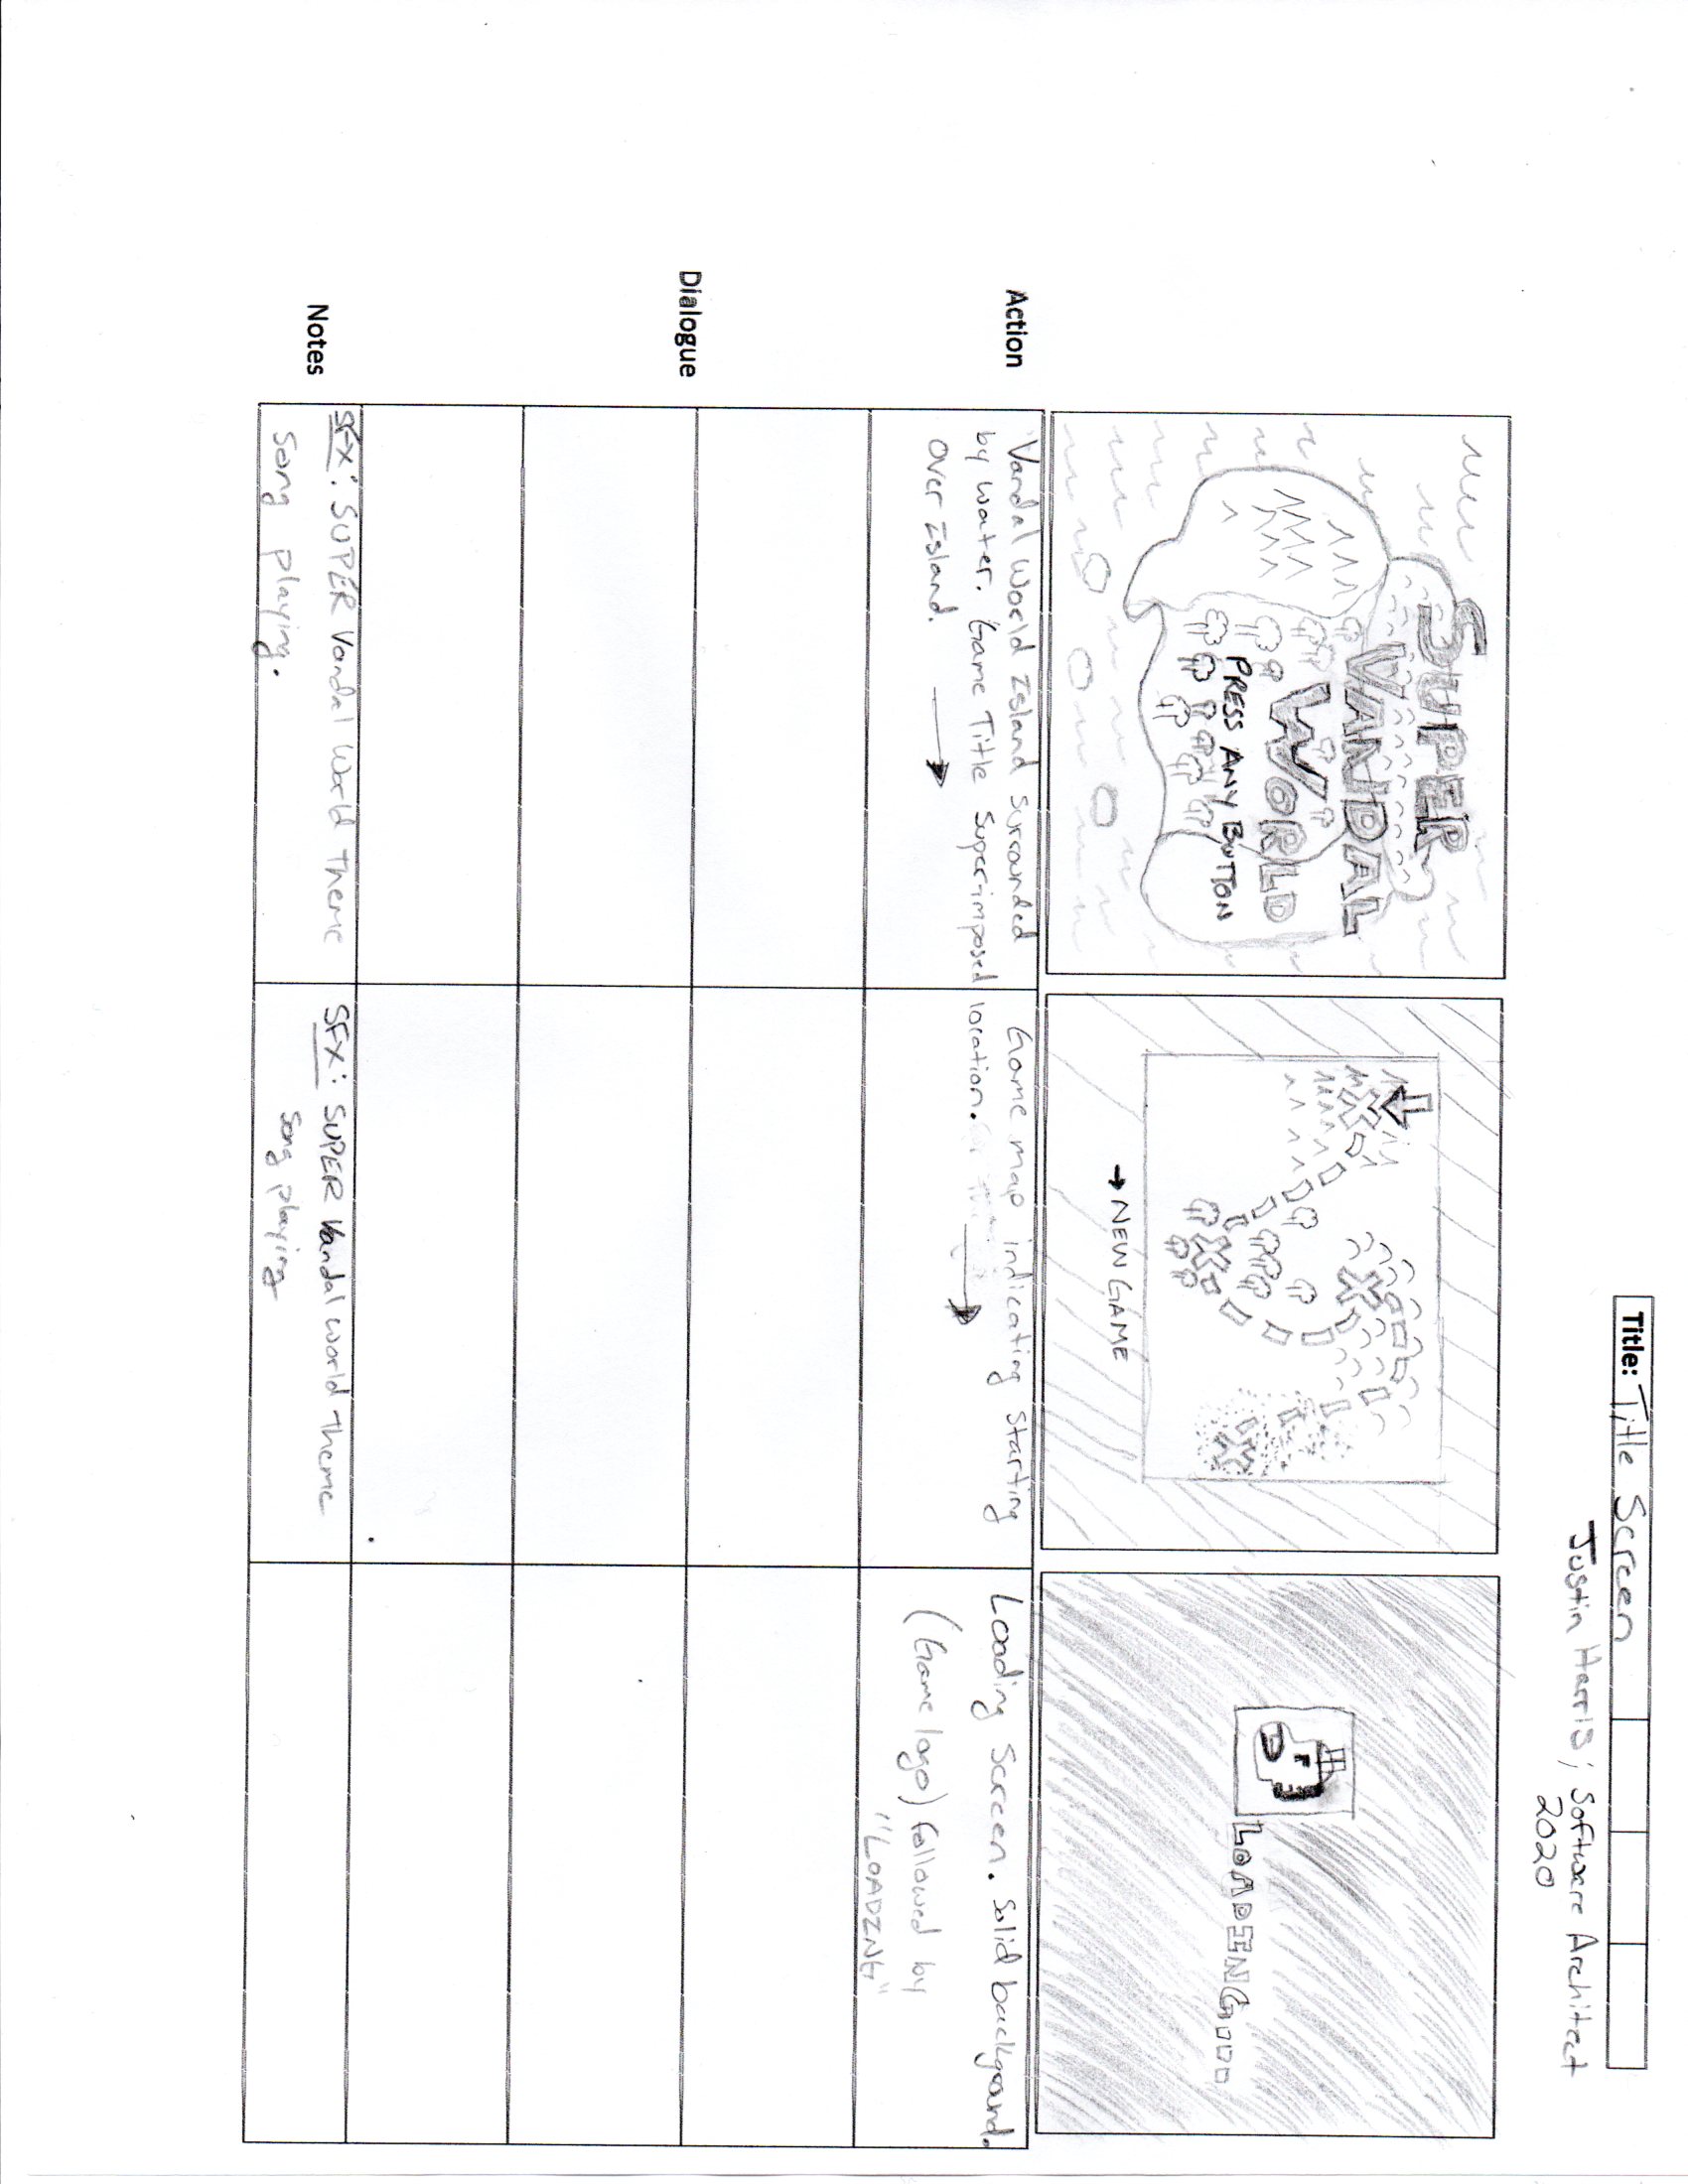 Title: Title Screen
Justin Harris; Software Architect
2020
SUPER
VANDAL
WORLD
PRESS ANY BUTTON
→ NEW GAME
LOADING....
Action
Vandal World Island surrounded
by water. Game Title Super-imposed
over Island. →
Game map indicating starting
location. →
Loading Screen. Solid background.
(Game logo) followed by
"LOADING"
Dialogue
Notes
SFX: SUPER Vandal World Theme
song playing.
SFX: SUPER Vandal World Theme
song playing